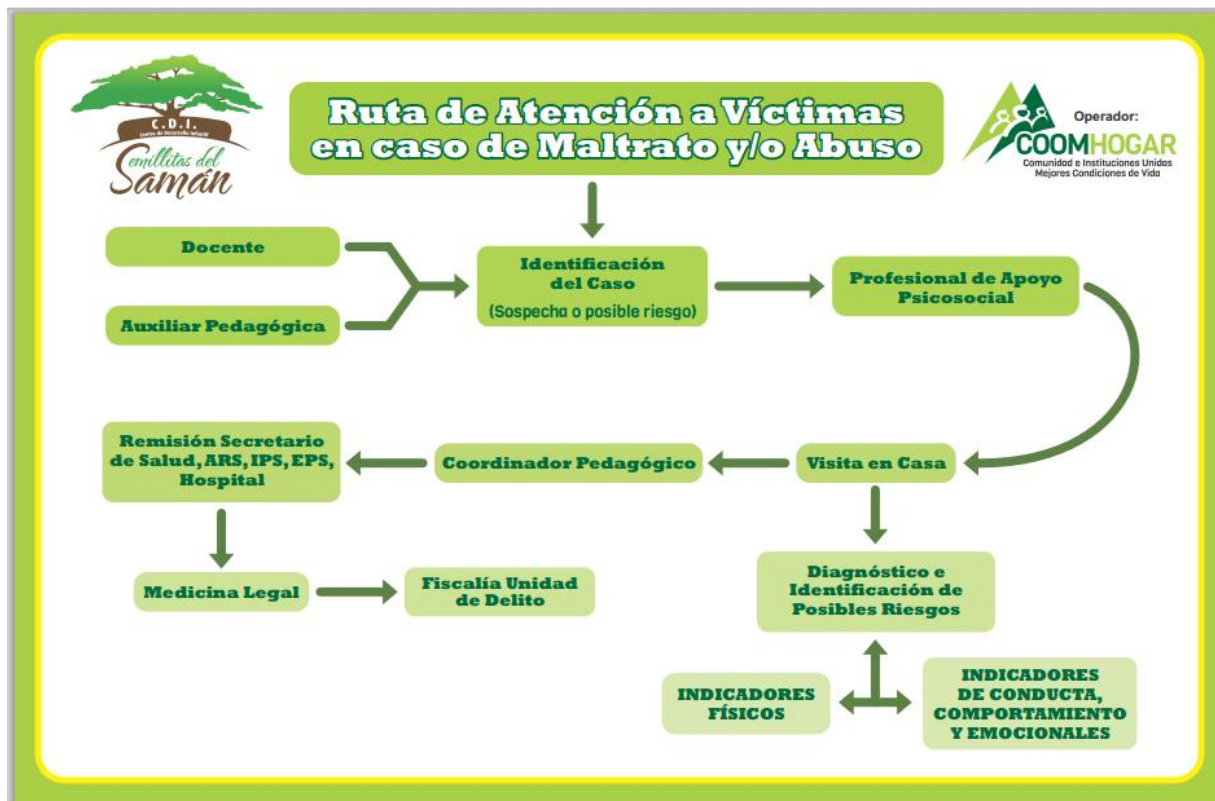 C.D.I.
Centro de Desarrollo Infantil
Semillitas del
Samán
Ruta de Atención a Víctimas
en caso de Maltrato y/o Abuso
Operador:
COOMHOGAR
Comunidad e Instituciones Unidas
Mejores Condiciones de Vida
Docente
Auxiliar Pedagógica
Identificación
del Caso
(Sospecha o posible riesgo)
Profesional de Apoyo
Psicosocial
Remisión Secretario
de Salud, ARS, IPS, EPS,
Hospital
Coordinador Pedagógico
Visita en Casa
Medicina Legal
Fiscalía Unidad
de Delito
Diagnóstico e
Identificación de
Posibles Riesgos
INDICADORES
FÍSICOS
INDICADORES
DE CONDUCTA,
COMPORTAMIENTO
Y EMOCIONALES